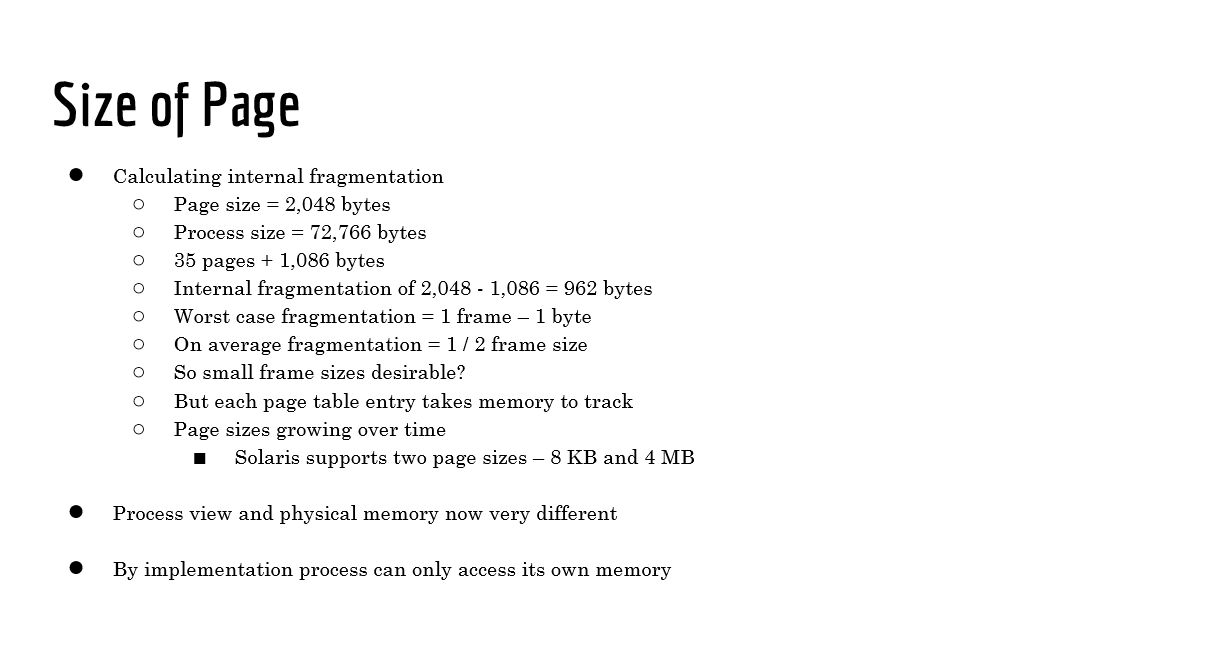 Size of Page
● Calculating internal fragmentation
○ Page size = 2,048 bytes
○ Process size = 72,766 bytes
○ 35 pages + 1,086 bytes
○ Internal fragmentation of 2,048 - 1,086 = 962 bytes
○ Worst case fragmentation = 1 frame – 1 byte
○ On average fragmentation = 1 / 2 frame size
○ So small frame sizes desirable?
○ But each page table entry takes memory to track
○ Page sizes growing over time
■ Solaris supports two page sizes – 8 KB and 4 MB
● Process view and physical memory now very different
● By implementation process can only access its own memory